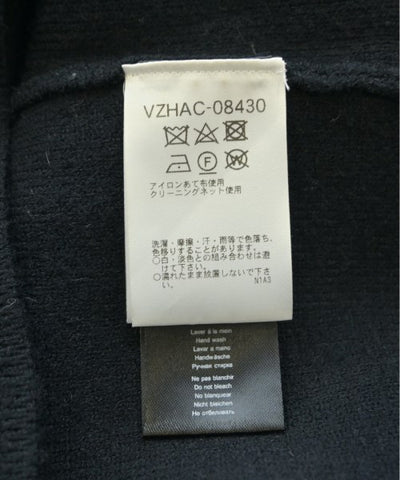 VZHAC-08430
F
W
アイロンあて布使用
クリーニングネット使用
洗濯・摩擦・汗・雨等で色落ち、
色移りすることがあります。
○白・淡色との組み合わせは避
けて下さい。
○濡れたまま放置しないで下さ
い。
N1AS
Laver à la main
Hand wash
Lavar a mano
Handwäsche
Ручная стирка
Ne pas blanchir
Do not bleach
No blanquear
Nicht bleichen
Не отбеливать